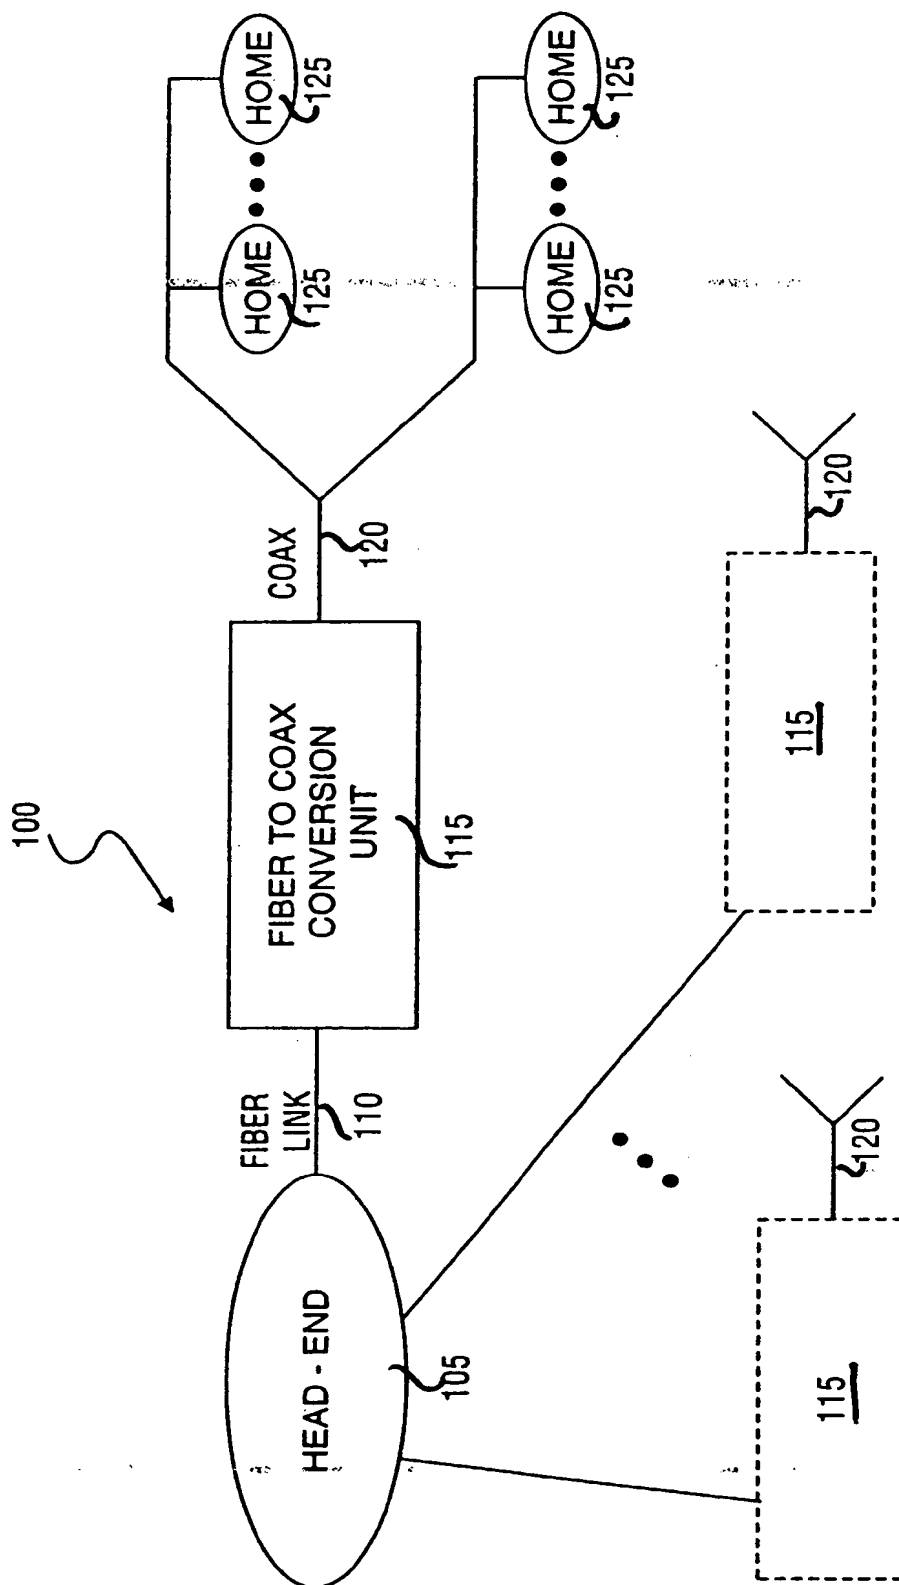 100
HEAD - END
105
FIBER
LINK
110
FIBER TO COAX
CONVERSION
UNIT
115
COAX
120
HOME
125
HOME
125
HOME
125
HOME
125
115
120
115
120